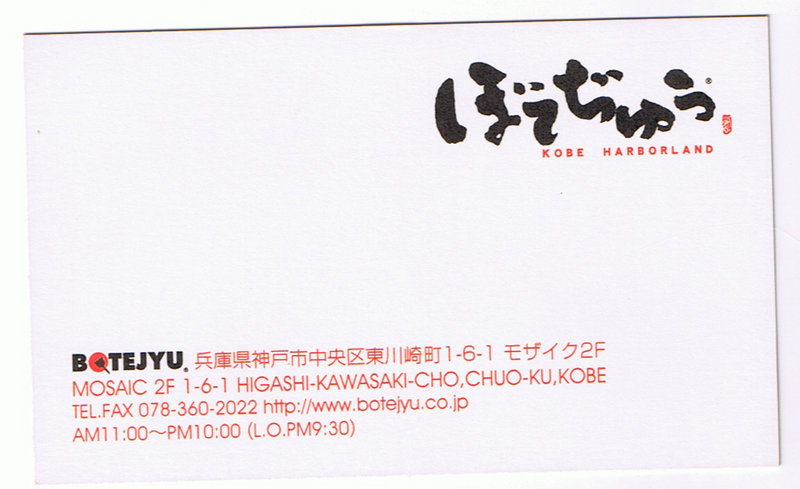 ぼてぢゅう®
KOBE HARBORLAND
BOTEJYU® 兵庫県神戸市中央区東川崎町1-6-1 モザイク2F
MOSAIC 2F 1-6-1 HIGASHI-KAWASAKI-CHO,CHUO-KU,KOBE
TEL.FAX 078-360-2022 http://www.botejyu.co.jp
AM11:00〜PM10:00 (L.O.PM9:30)